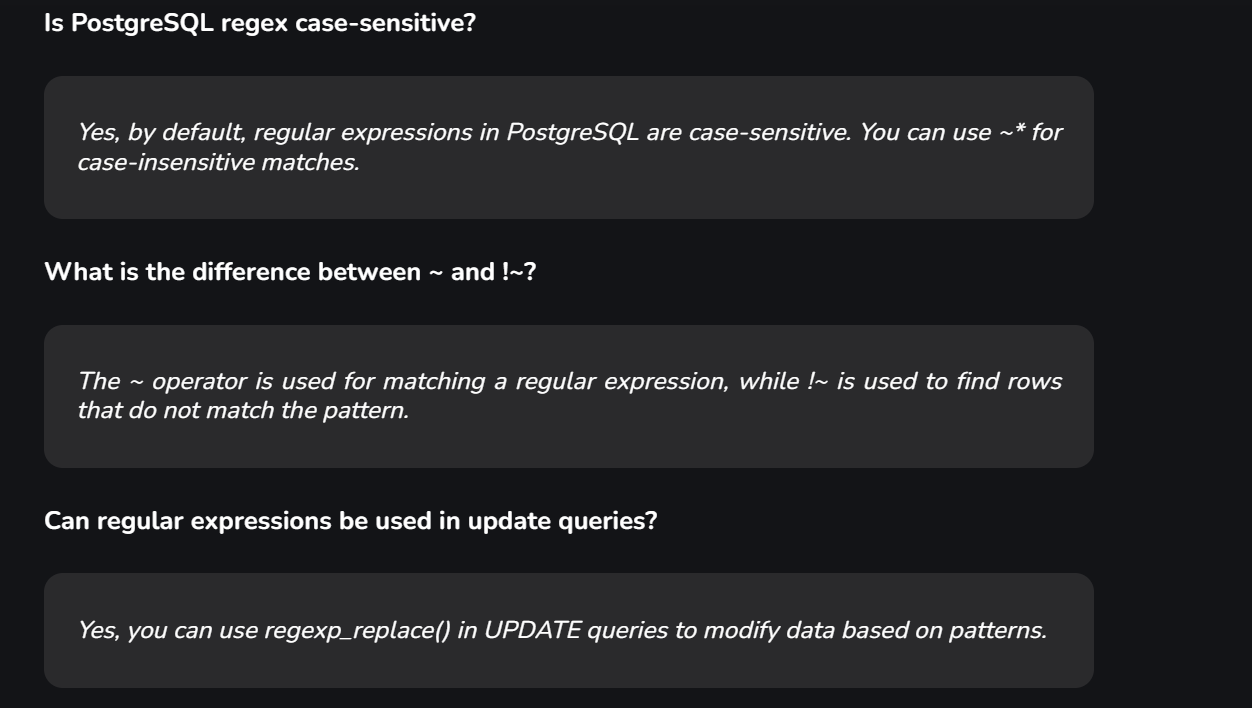 Is PostgreSQL regex case-sensitive?
Yes, by default, regular expressions in PostgreSQL are case-sensitive. You can use ~* for
case-insensitive matches.
What is the difference between ~ and !~?
The ~ operator is used for matching a regular expression, while !~ is used to find rows
that do not match the pattern.
Can regular expressions be used in update queries?
Yes, you can use regexp_replace() in UPDATE queries to modify data based on patterns.